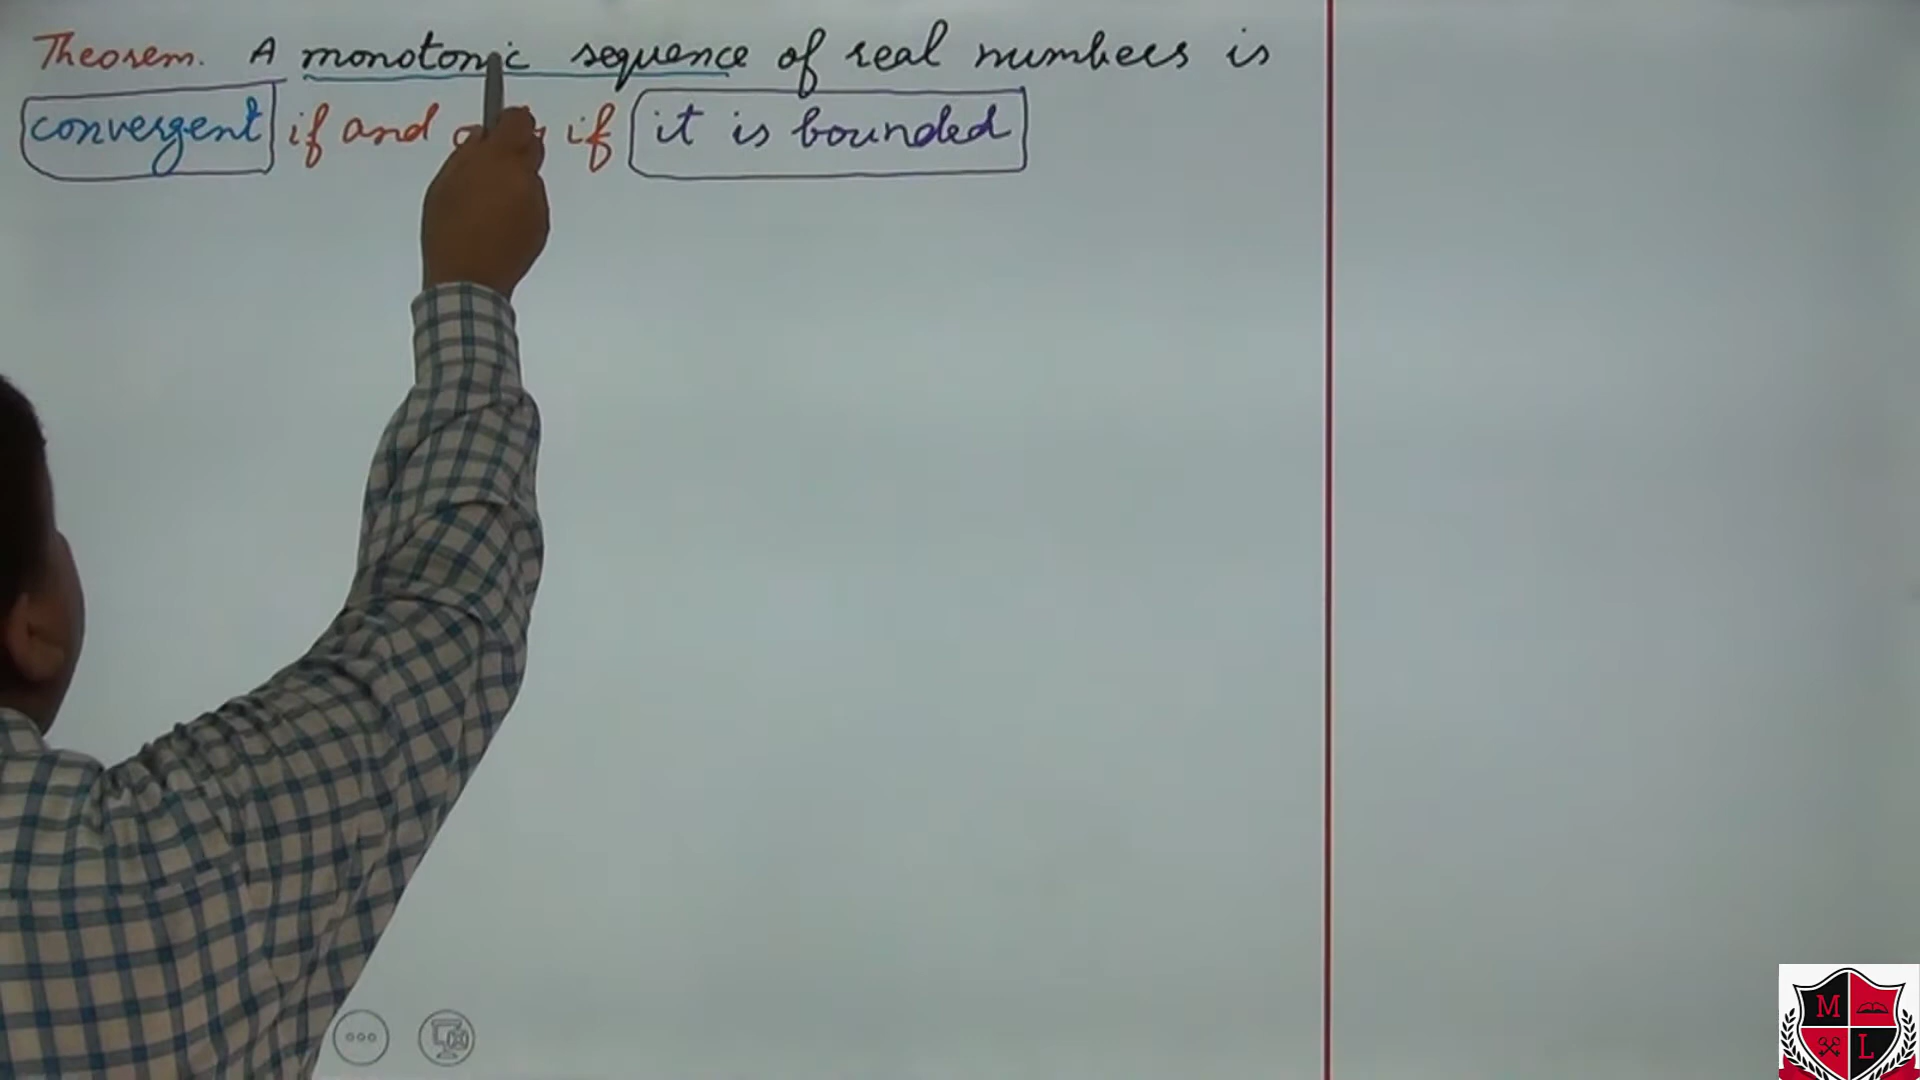 Theorem. A monotonic sequence of real numbers is
convergent if and if it is bounded
M
L